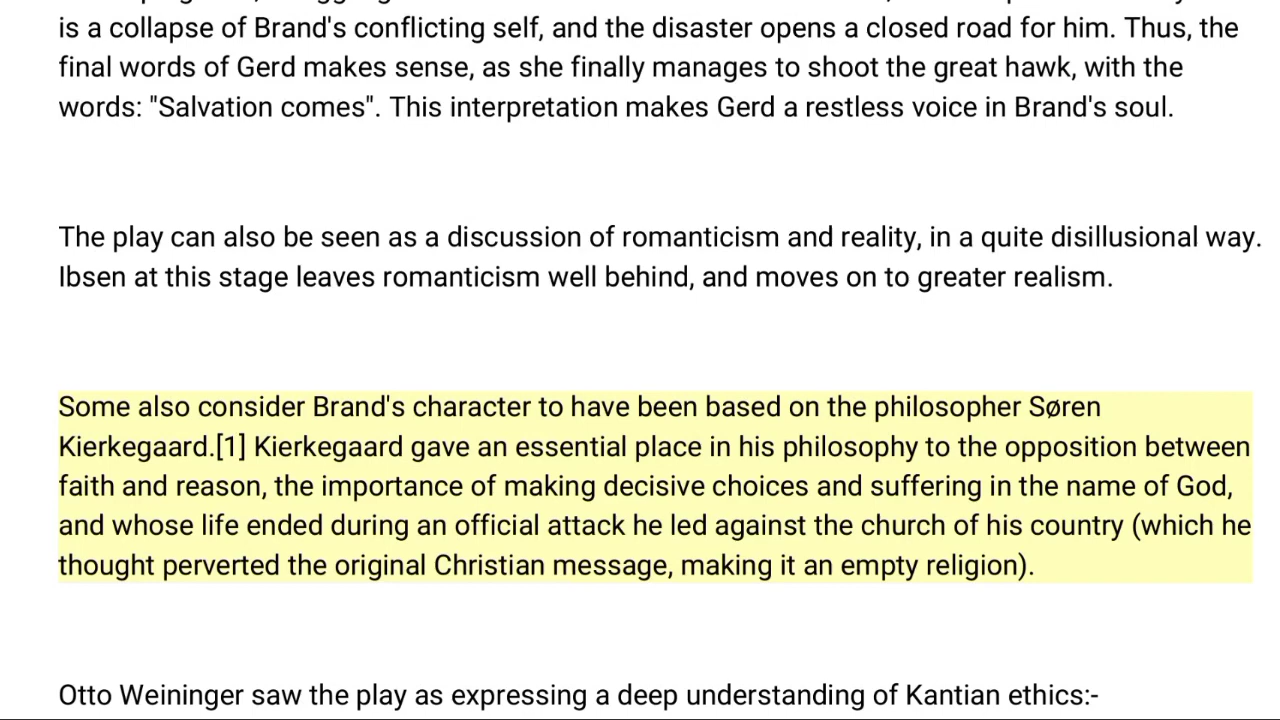 is a collapse of Brand's conflicting self, and the disaster opens a closed road for him. Thus, the
final words of Gerd makes sense, as she finally manages to shoot the great hawk, with the
words: "Salvation comes". This interpretation makes Gerd a restless voice in Brand's soul.
The play can also be seen as a discussion of romanticism and reality, in a quite disillusional way.
Ibsen at this stage leaves romanticism well behind, and moves on to greater realism.
Some also consider Brand's character to have been based on the philosopher Søren
Kierkegaard.[1] Kierkegaard gave an essential place in his philosophy to the opposition between
faith and reason, the importance of making decisive choices and suffering in the name of God,
and whose life ended during an official attack he led against the church of his country (which he
thought perverted the original Christian message, making it an empty religion).
Otto Weininger saw the play as expressing a deep understanding of Kantian ethics:-